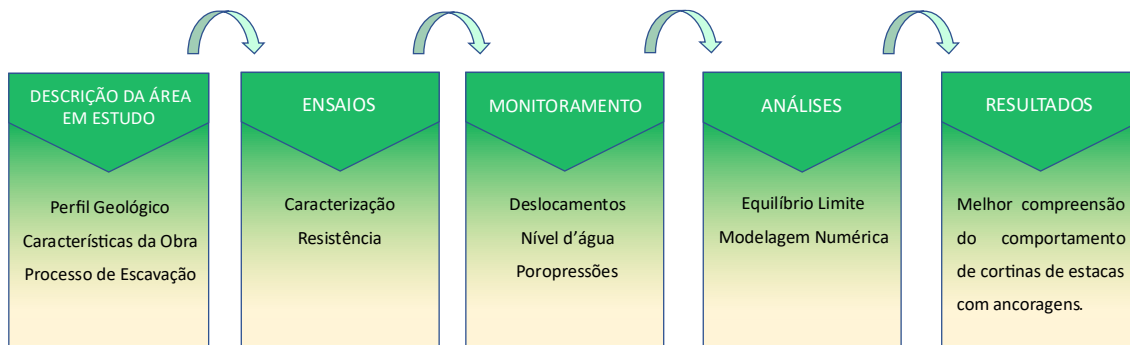 DESCRIÇÃO DA ÁREA
EM ESTUDO
Perfil Geológico
Características da Obra
Processo de Escavação
ENSAIOS
Caracterização
Resistência
MONITORAMENTO
Deslocamentos
Nível d’água
Poropressões
ANÁLISES
Equilíbrio Limite
Modelagem Numérica
RESULTADOS
Melhor compreensão
do comportamento
de cortinas de estacas
com ancoragens.